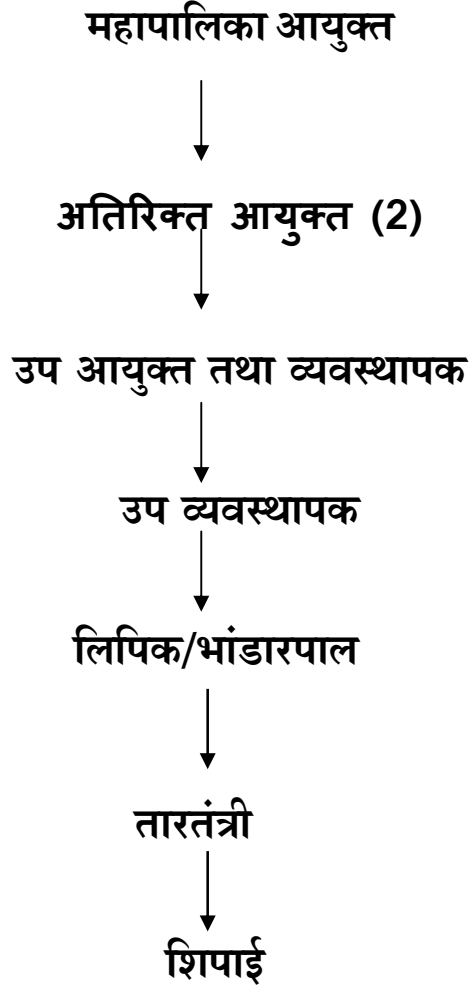 महापालिका आयुक्त
अतिरिक्त आयुक्त (2)
उप आयुक्त तथा व्यवस्थापक
उप व्यवस्थापक
लिपिक/भांडारपाल
तारतंत्री
शिपाई